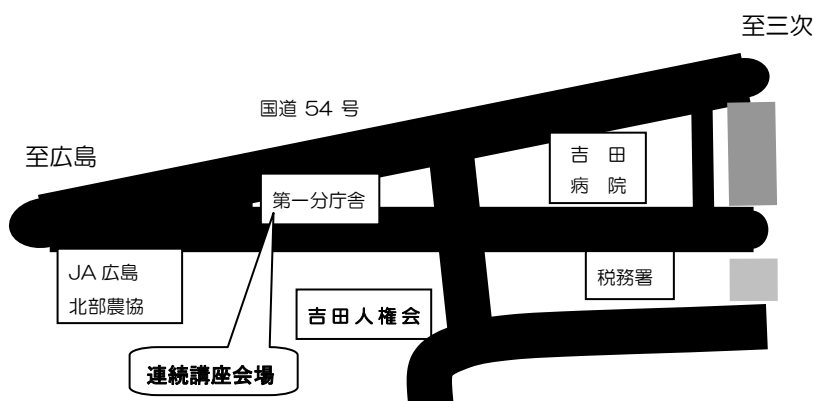 至三次
国道 54 号
至広島
吉 田
病 院
第一分庁舎
JA 広島
北部農協
税務署
吉田人権会
連続講座会場